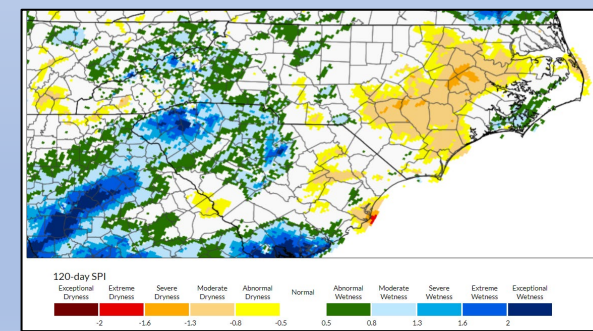 120-day SPI
Exceptional Dryness Extreme Dryness Severe Dryness Moderate Dryness Abnormal Dryness Normal Abnormal Wetness Moderate Wetness Severe Wetness Extreme Wetness Exceptional Wetness
-2 -1.6 -1.3 -0.8 -0.5 0.5 0.8 1.3 1.6 2